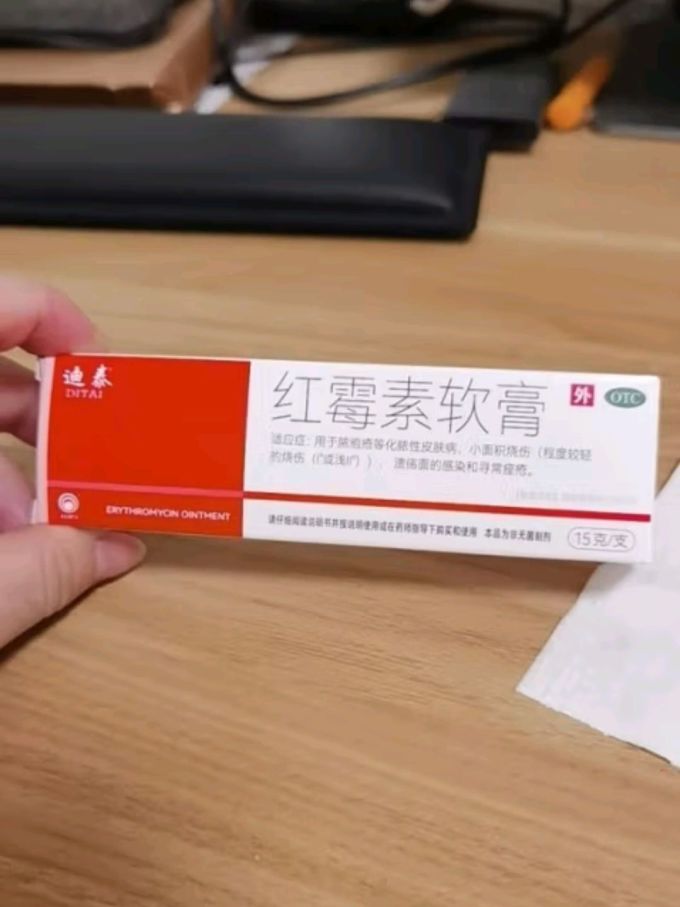 迪泰
DITAI
ERYTHROMYCIN OINTMENT
红霉素软膏
外
OTC
适应症：用于脓疱疮等化脓性皮肤病、小面积烧伤（程度较轻
的烧伤（I°或浅II°））、溃疡面的感染和寻常痤疮。
请仔细阅读说明书并按说明使用或在药师指导下购买和使用 本品为非无菌制剂
15克/支